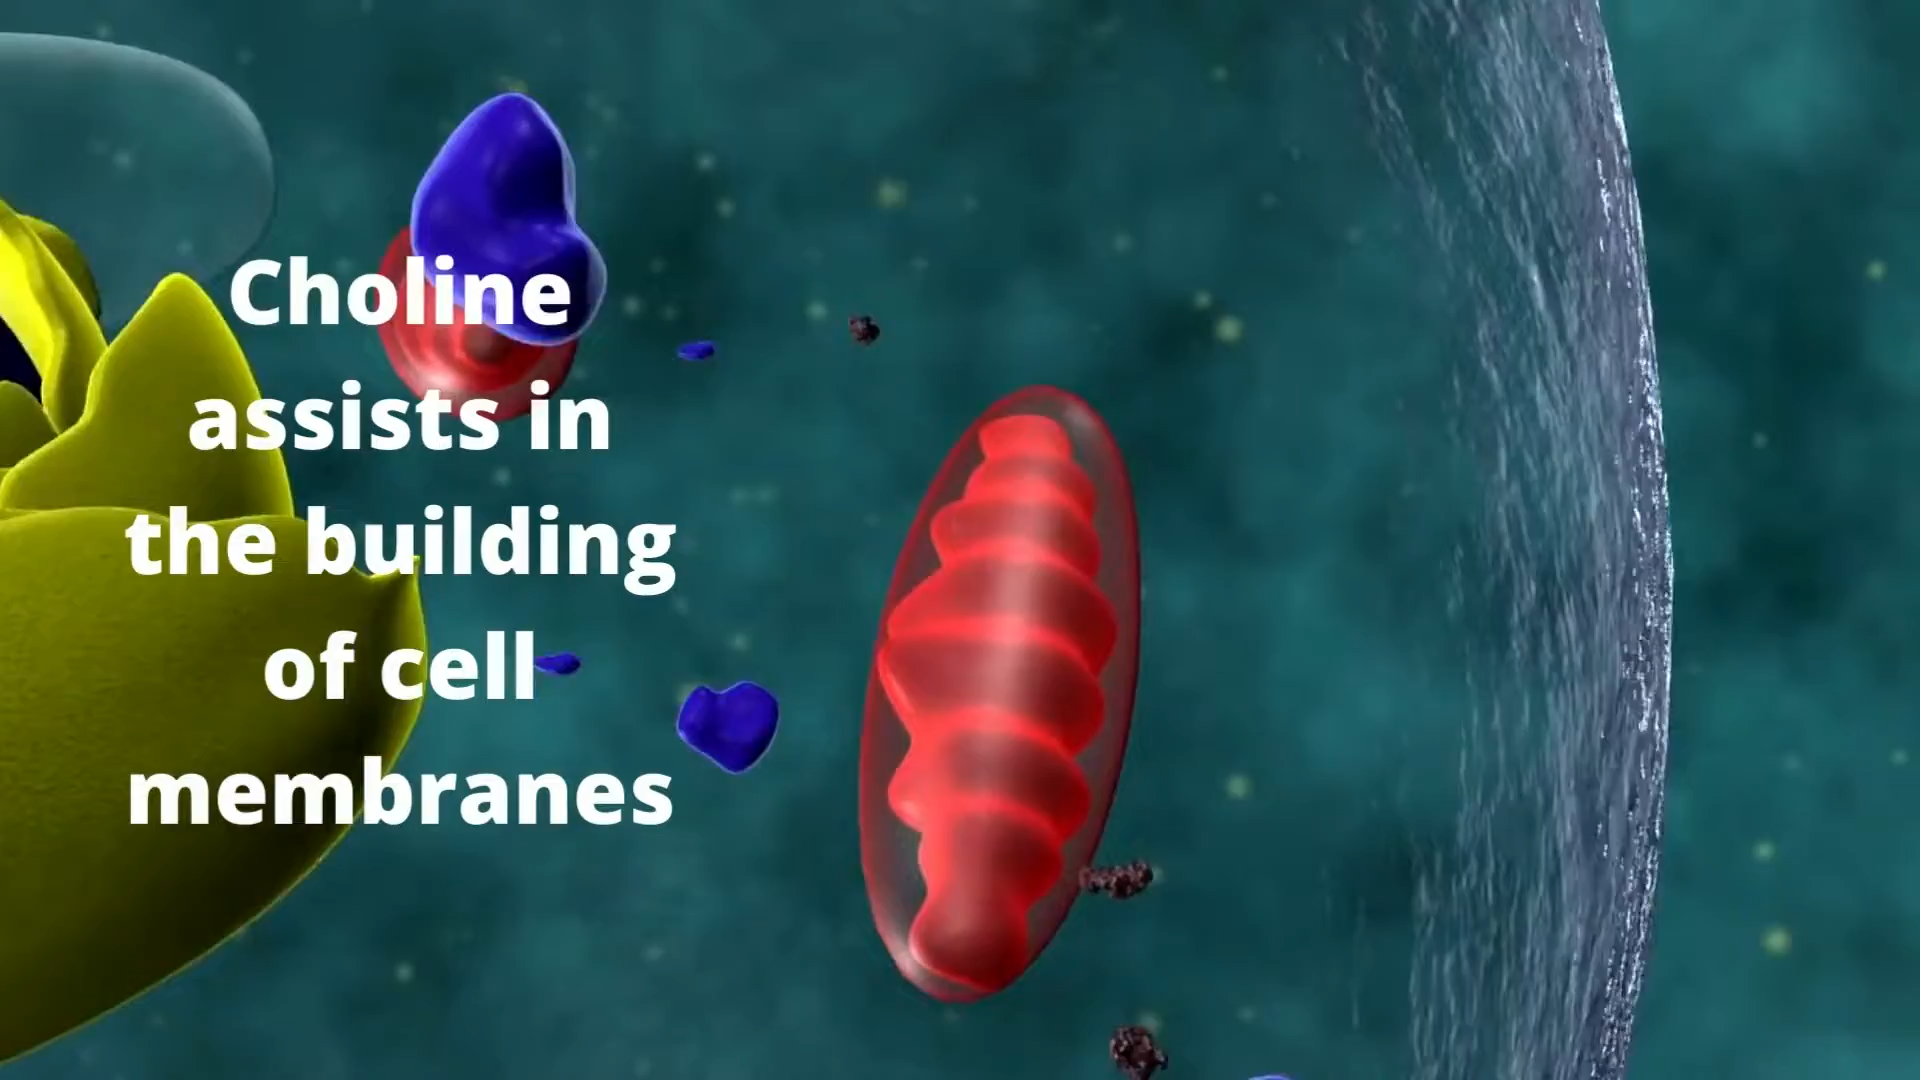 Choline
assists in
the building
of cell
membranes